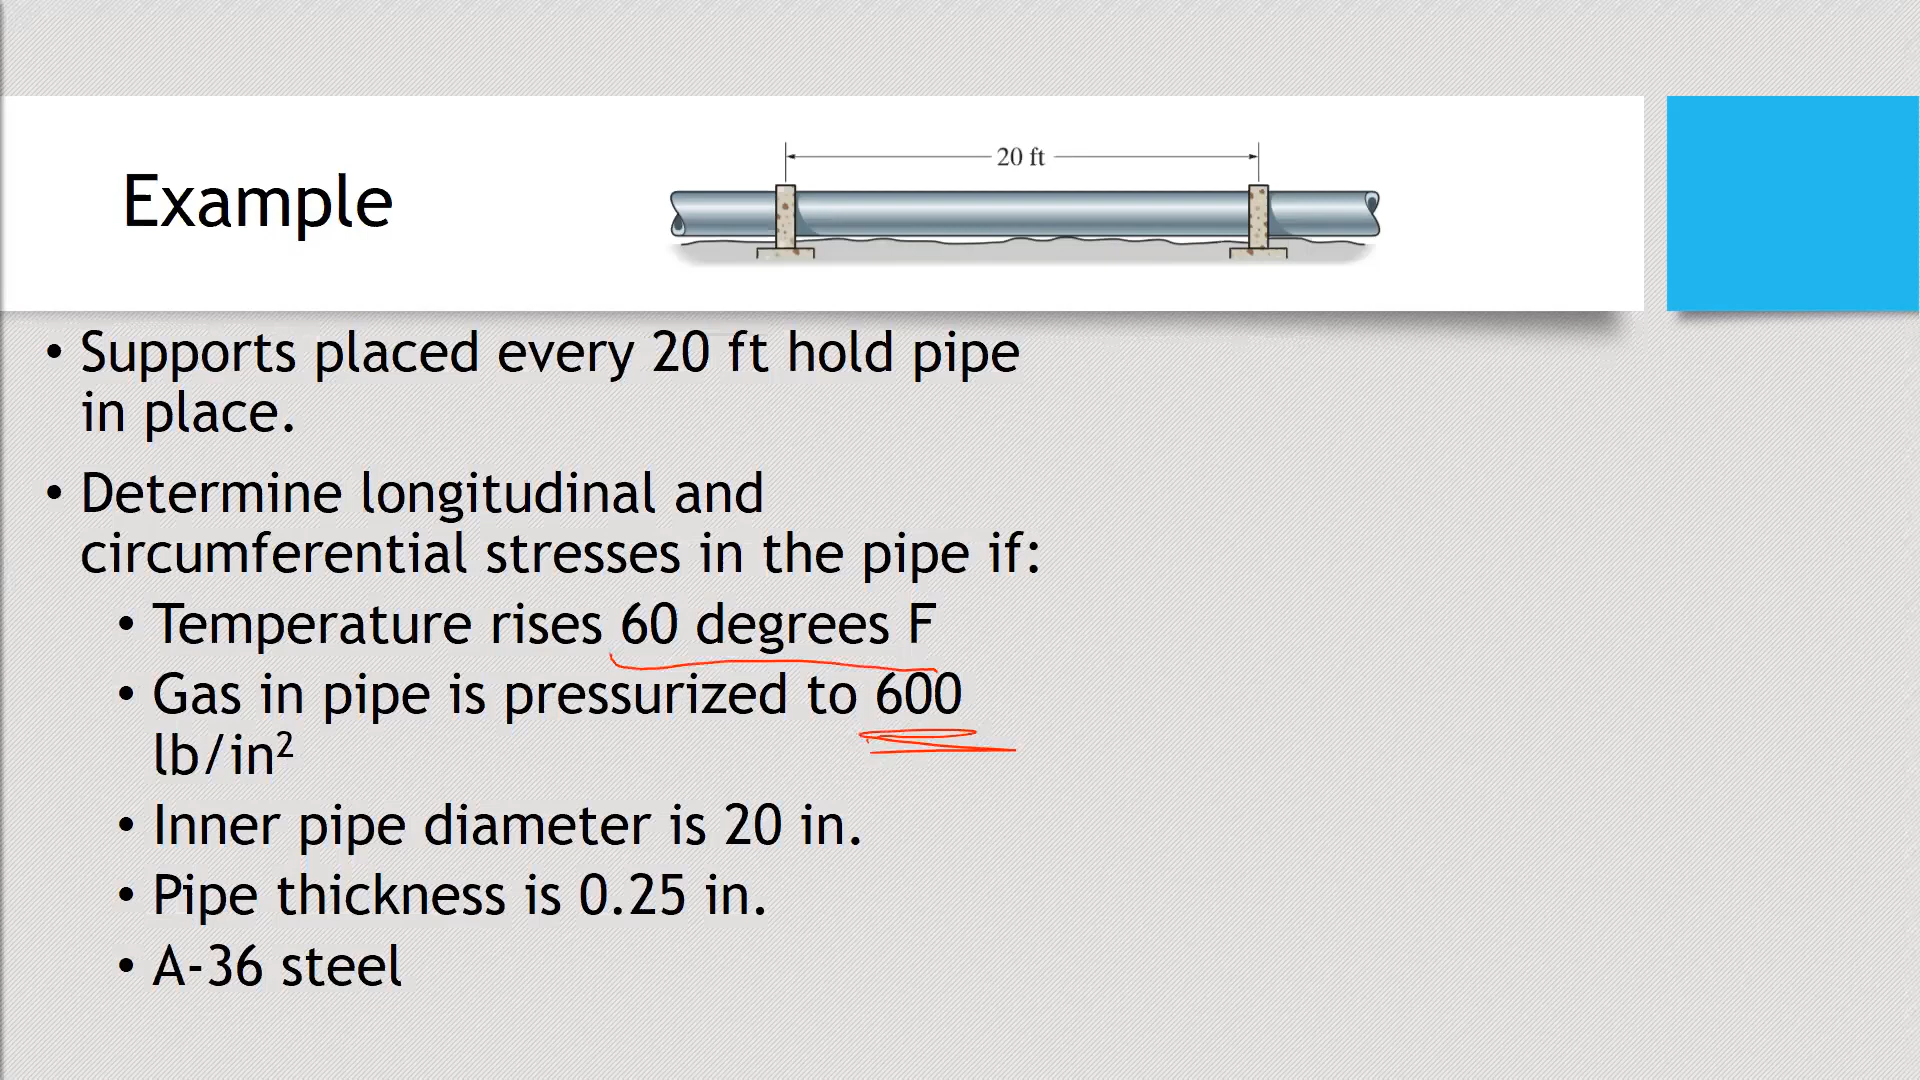 20 ft
Example
• Supports placed every 20 ft hold pipe
in place.
• Determine longitudinal and
circumferential stresses in the pipe if:
• Temperature rises 60 degrees F
• Gas in pipe is pressurized to 600
lb/in²
• Inner pipe diameter is 20 in.
• Pipe thickness is 0.25 in.
• A-36 steel